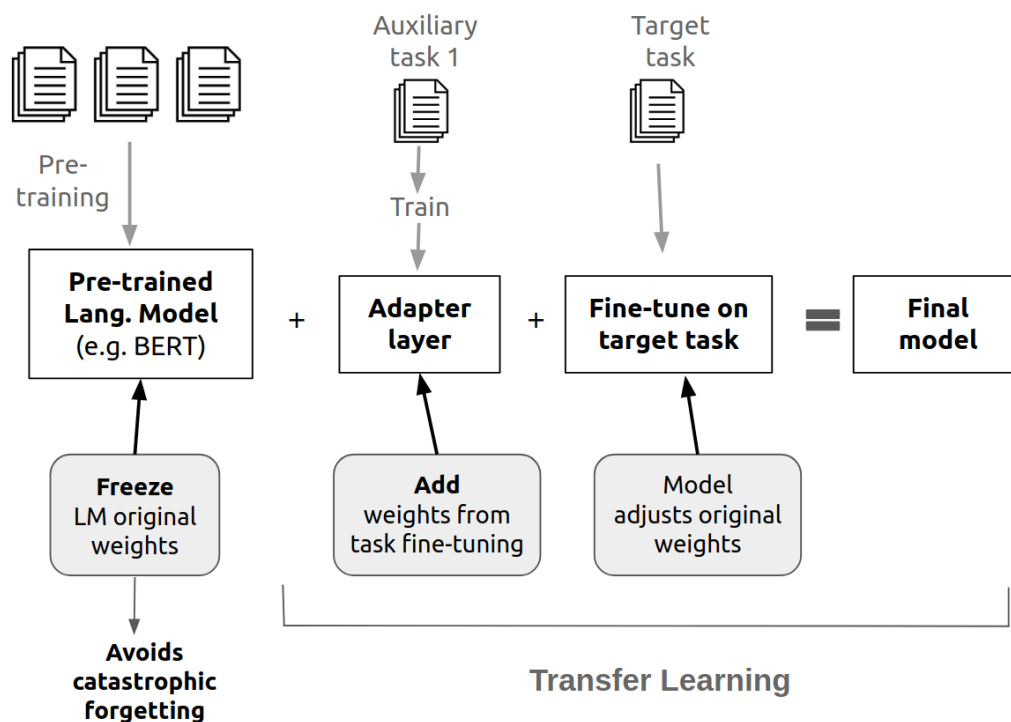 Auxiliary
task 1
Target
task
Pre-
training
Train
Pre-trained
Lang. Model
(e.g. BERT)
+
Adapter
layer
+
Fine-tune on
target task
=
Final
model
Freeze
LM original
weights
Add
weights from
task fine-tuning
Model
adjusts original
weights
Avoids
catastrophic
forgetting
Transfer Learning